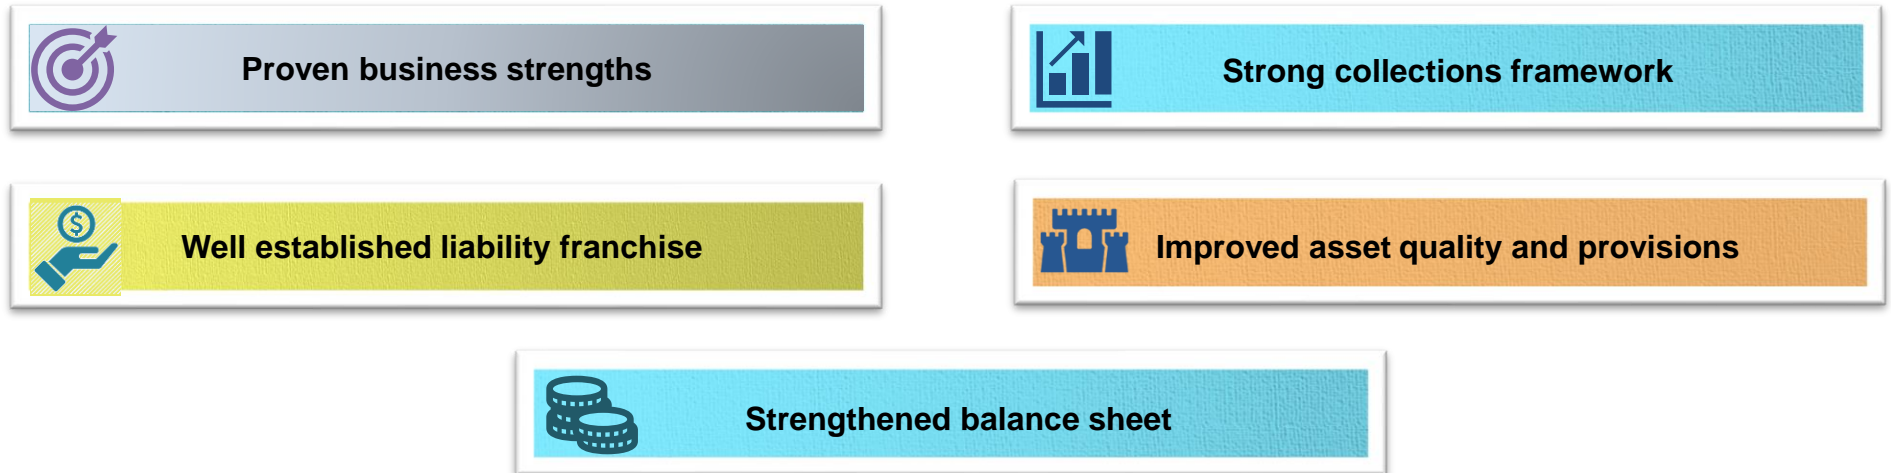 Proven business strengths
Strong collections framework
Well established liability franchise
Improved asset quality and provisions
Strengthened balance sheet